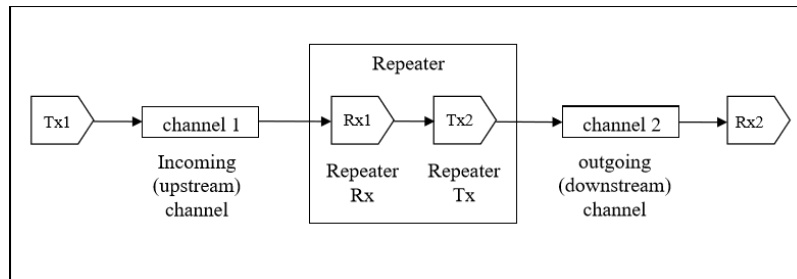 Repeater
Tx1
channel 1
Rx1
Tx2
channel 2
Rx2
Incoming
(upstream)
channel
Repeater
Rx
Repeater
Tx
outgoing
(downstream)
channel